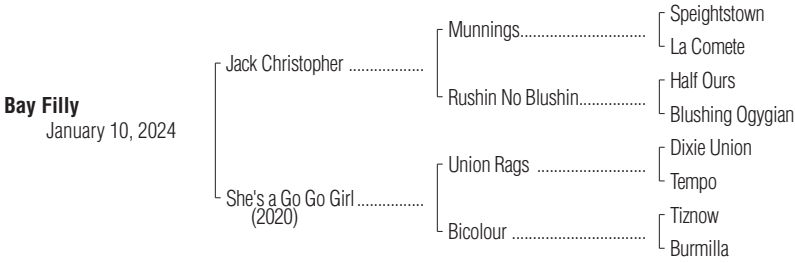 Speightstown
Munnings..............................
La Comete
Jack Christopher ..................
Half Ours
Rushin No Blushin................
Blushing Ogygian
Bay Filly
January 10, 2024
Dixie Union
Union Rags ..........................
Tempo
She's a Go Go Girl ................
(2020)
Tiznow
Bicolour ................................
Burmilla